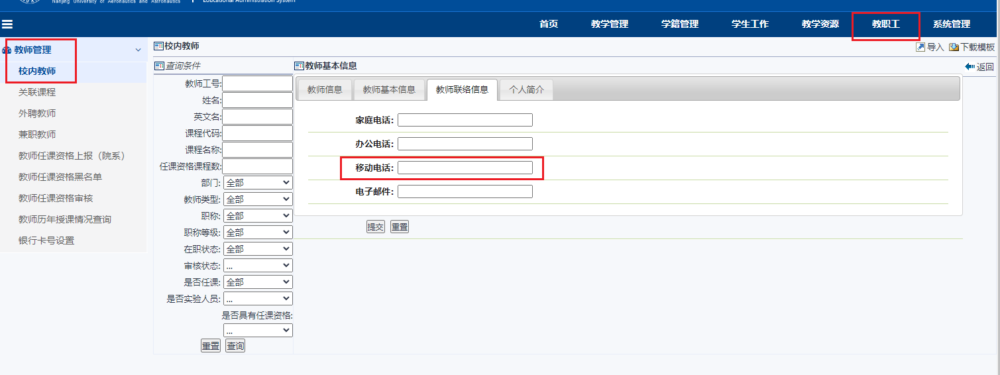 Nanjing University of Aeronautics and Astronautics
Educational Administration System
首页 教学管理 学籍管理 学生工作 教学资源 教职工 系统管理
教师管理
校内教师
关联课程
外聘教师
兼职教师
教师任课资格上报（院系）
教师任课资格黑名单
教师任课资格审核
教师历年授课情况查询
银行卡号设置
校内教师
导入 下载模板
查询条件
教师工号:
姓名:
英文名:
课程代码:
课程名称:
任课资格课程数:
部门: 全部
教师类型: 全部
职称: 全部
职称等级: 全部
在职状态: 全部
审核状态: ...
是否任课: 全部
是否实验人员: ...
是否具有任课资格:
...
重置 查询
教师基本信息
返回
教师信息 教师基本信息 教师联络信息 个人简介
家庭电话:
办公电话:
移动电话:
电子邮件:
提交 重置